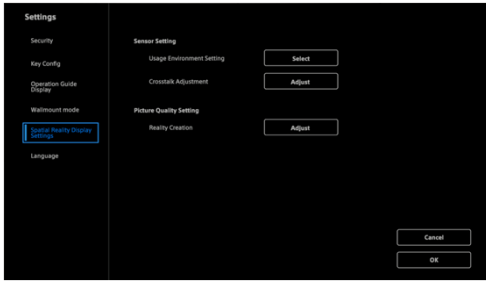 Settings
Security
Key Config
Operation Guide
Display
Wallmount mode
Spatial Reality Display
Settings
Language
Sensor Setting
Usage Environment Setting
Select
Crosstalk Adjustment
Adjust
Picture Quality Setting
Reality Creation
Adjust
Cancel
OK